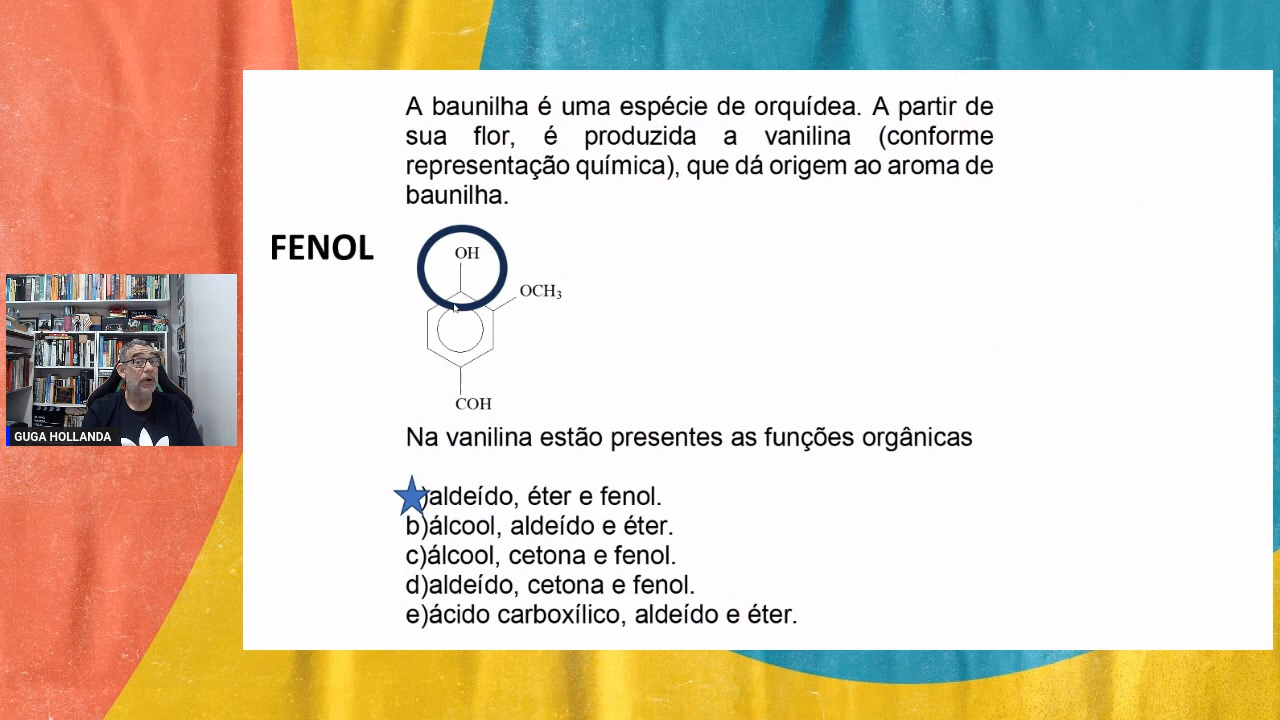 A baunilha é uma espécie de orquídea. A partir de
sua flor, é produzida a vanilina (conforme
representação química), que dá origem ao aroma de
baunilha.
FENOL
OH
OCH₃
COH
GUGA HOLLANDA
Na vanilina estão presentes as funções orgânicas
)aldeído, éter e fenol.
b)álcool, aldeído e éter.
c)álcool, cetona e fenol.
d)aldeído, cetona e fenol.
e)ácido carboxílico, aldeído e éter.